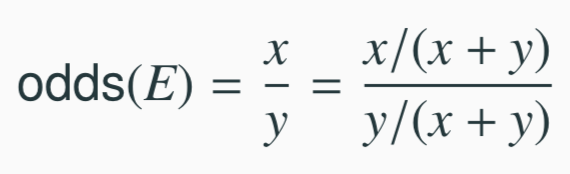 odds(E) = x/y = x/(x + y) / y/(x + y)